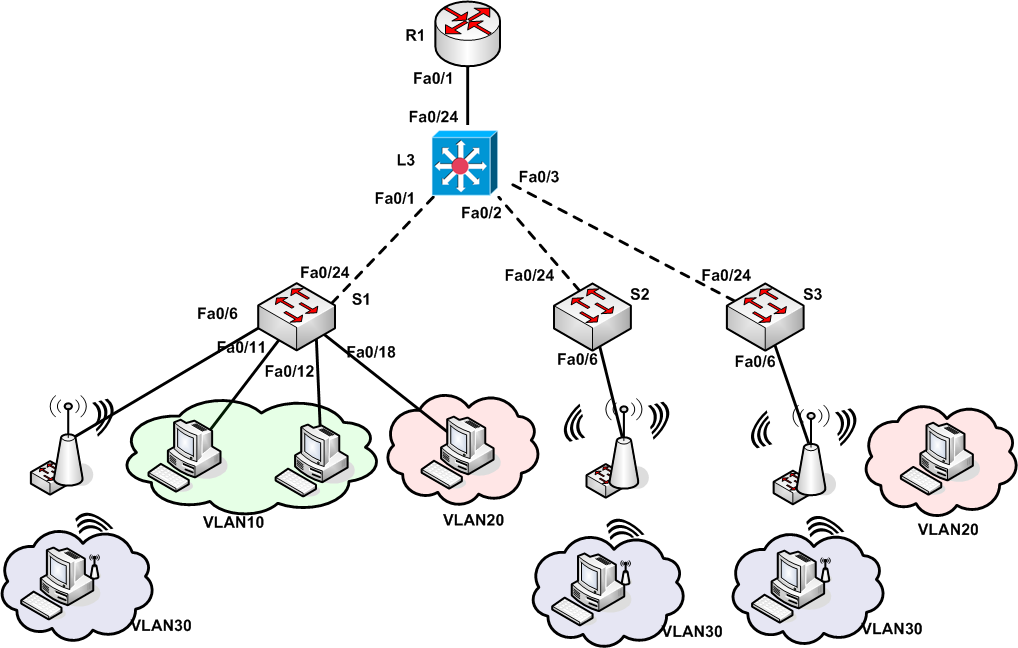 R1
Fa0/1
Fa0/24
L3
Fa0/3
Fa0/1
Fa0/2
Fa0/24
S1
Fa0/24
S2
Fa0/24
S3
Fa0/6
Fa0/11
Fa0/12
Fa0/18
Fa0/6
Fa0/6
VLAN10
VLAN20
VLAN20
VLAN30
VLAN30
VLAN30